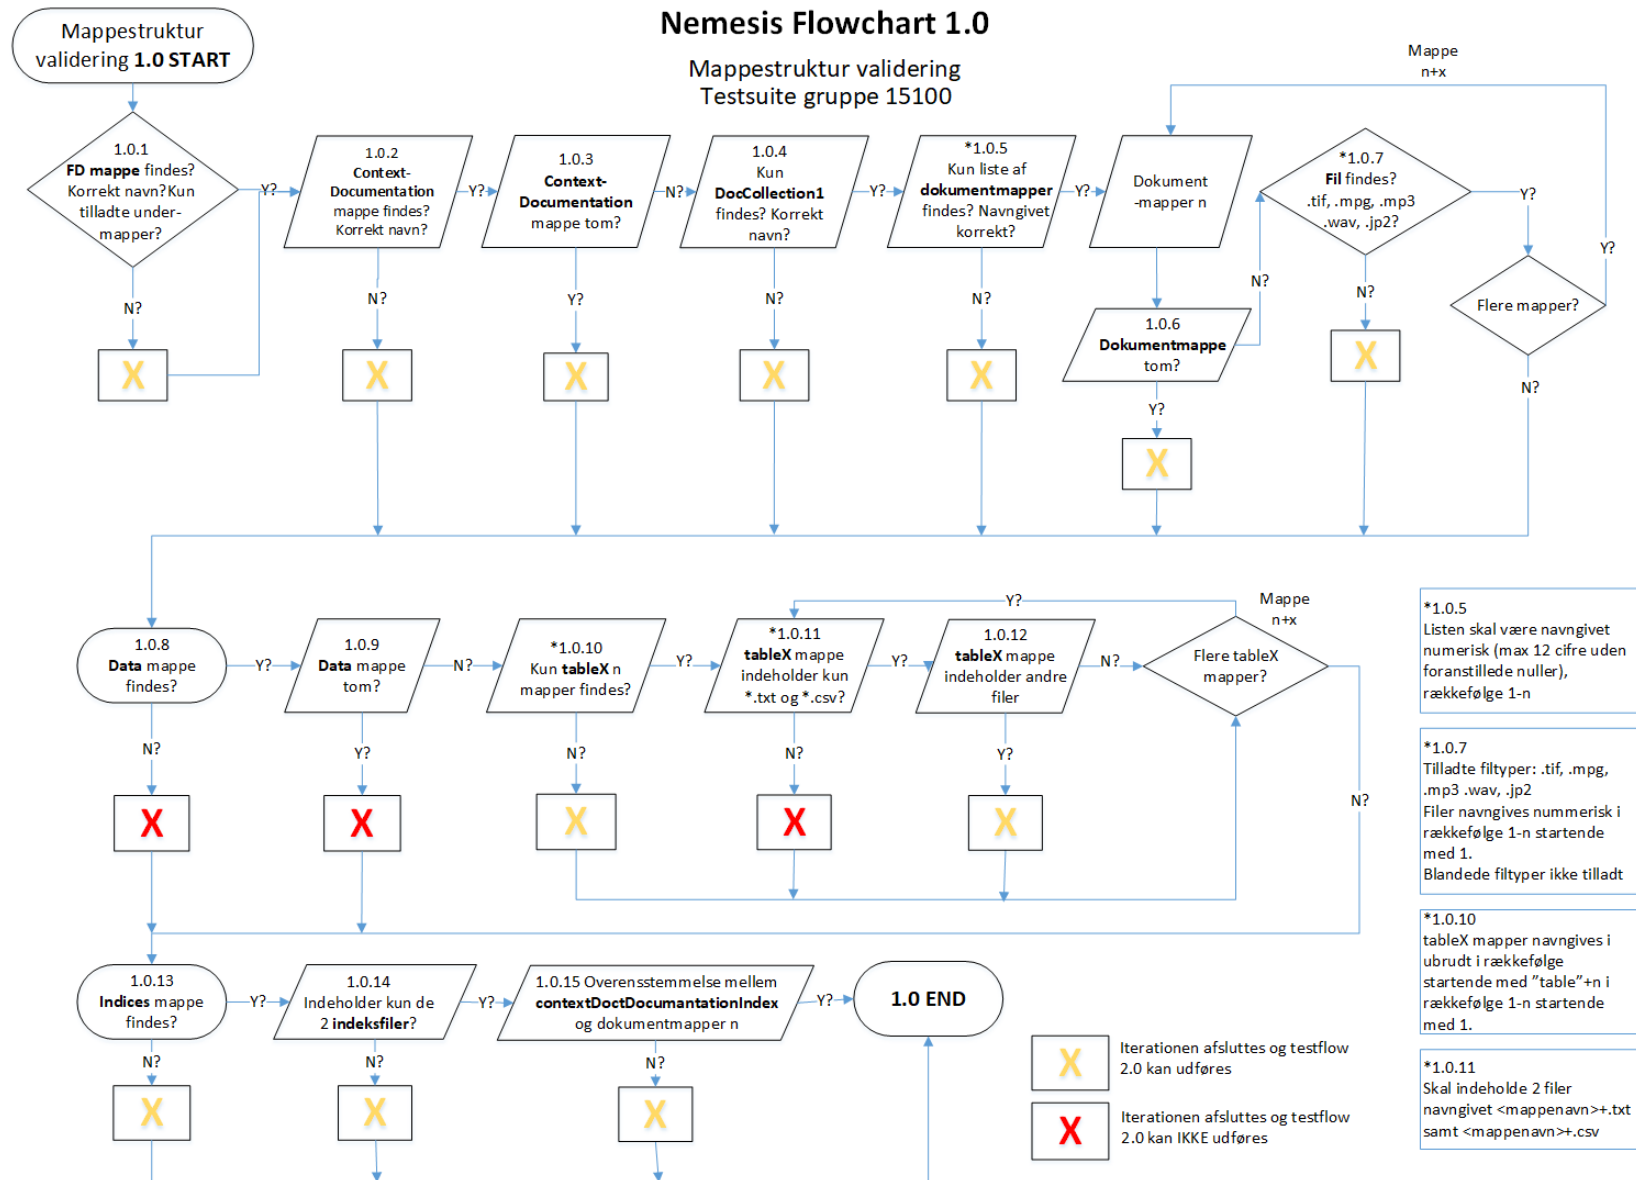 Nemesis Flowchart 1.0
Mappestruktur validering
Testsuite gruppe 15100
Mappestruktur
validering 1.0 START
1.0.1
FD mappe findes?
Korrekt navn?Kun
tilladte under-
mapper?
Y?
N?
X
1.0.2
Context-
Documentation
mappe findes?
Korrekt navn?
Y?
N?
X
1.0.3
Context-
Documentation
mappe tom?
N?
Y?
X
1.0.4
Kun
DocCollection1
findes? Korrekt
navn?
Y?
N?
X
*1.0.5
Kun liste af
dokumentmapper
findes? Navngivet
korrekt?
Y?
N?
X
Dokument
-mapper n
1.0.6
Dokumentmappe
tom?
N?
Y?
X
*1.0.7
Fil findes?
.tif, .mpg, .mp3
.wav, .jp2?
Y?
N?
X
Flere mapper?
Y?
N?
Mappe
n+x
1.0.8
Data mappe
findes?
Y?
N?
X
1.0.9
Data mappe
tom?
N?
Y?
X
*1.0.10
Kun tableX n
mapper findes?
Y?
N?
X
*1.0.11
tableX mappe
indeholder kun
*.txt og *.csv?
Y?
N?
X
1.0.12
tableX mappe
indeholder andre
filer
N?
Y?
X
Flere tableX
mapper?
Y?
Mappe
n+x
N?
1.0.13
Indices mappe
findes?
Y?
N?
X
1.0.14
Indeholder kun de
2 indeksfiler?
Y?
N?
X
1.0.15 Overensstemmelse mellem
contextDoctDocumantationIndex
og dokumentmapper n
Y?
N?
X
1.0 END
X
Iterationen afsluttes og testflow
2.0 kan udføres
X
Iterationen afsluttes og testflow
2.0 kan IKKE udføres
*1.0.5
Listen skal være navngivet
numerisk (max 12 cifre uden
foranstillede nuller),
rækkefølge 1-n
*1.0.7
Tilladte filtyper: .tif, .mpg,
.mp3 .wav, .jp2
Filer navngives nummerisk i
rækkefølge 1-n startende
med 1.
Blandede filtyper ikke tilladt
*1.0.10
tableX mapper navngives i
ubrudt i rækkefølge
startende med ”table”+n i
rækkefølge 1-n startende
med 1.
*1.0.11
Skal indeholde 2 filer
navngivet <mappenavn>+.txt
samt <mappenavn>+.csv